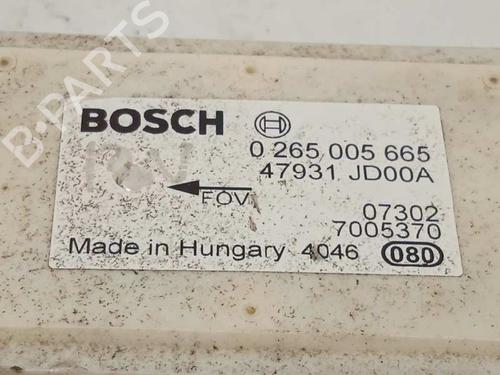 B-PARTS
BOSCH
0 265 005 665
47931 JD00A
FOV
07302
7005370
Made in Hungary 4046 080